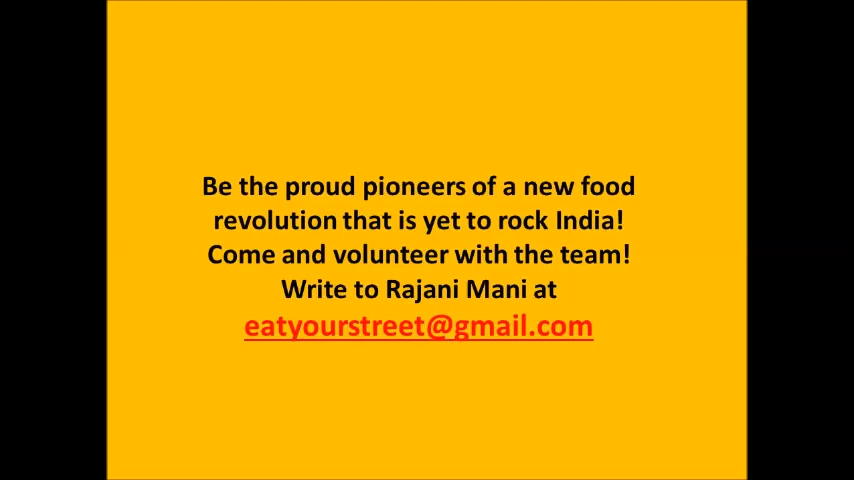 Be the proud pioneers of a new food
revolution that is yet to rock India!
Come and volunteer with the team!
Write to Rajani Mani at
eatyourstreet@gmail.com